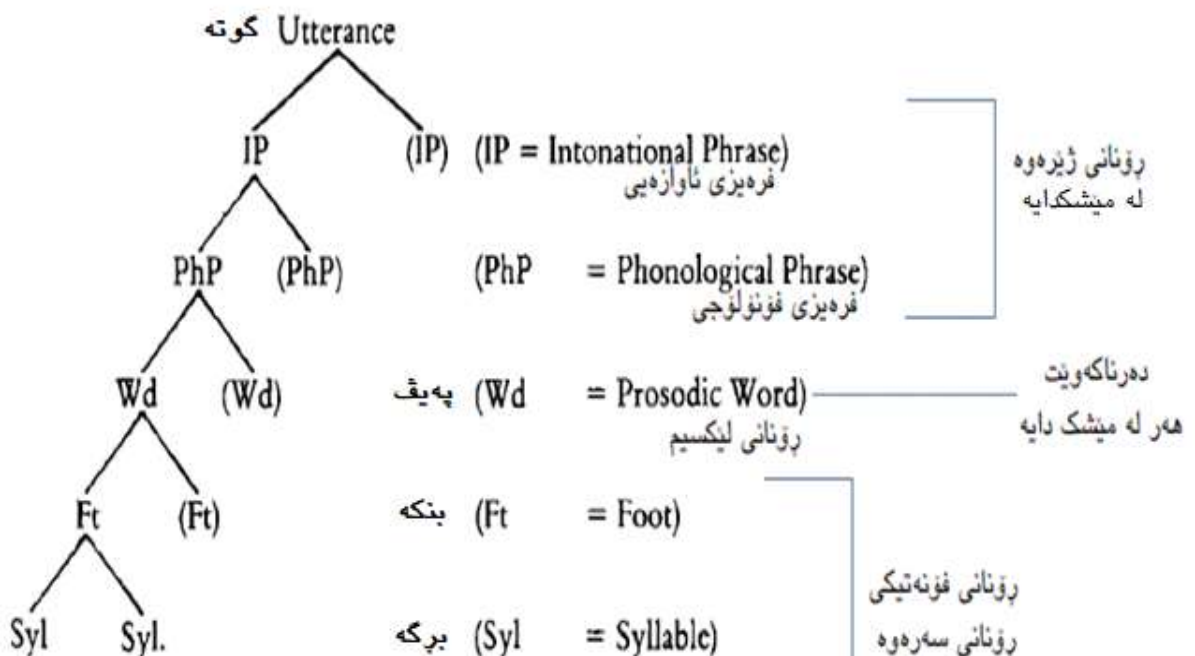 گوته Utterance
IP (IP) (IP = Intonational Phrase)
فرەیزی ئاوازەیی
ڕۆنانی ژێرەوە
لە مێشکدایە
PhP (PhP) (PhP = Phonological Phrase)
فرەیزی فۆنۆلۆجی
Wd (Wd) پەیڤ (Wd = Prosodic Word)
ڕۆنانی لێکسیم
دەرناکەوێت
هەر لە مێشک دایە
Ft (Ft) بنکە (Ft = Foot)
ڕۆنانی فۆنەتیکی
ڕۆنانی سەرەوە
Syl Syl. بڕگە (Syl = Syllable)